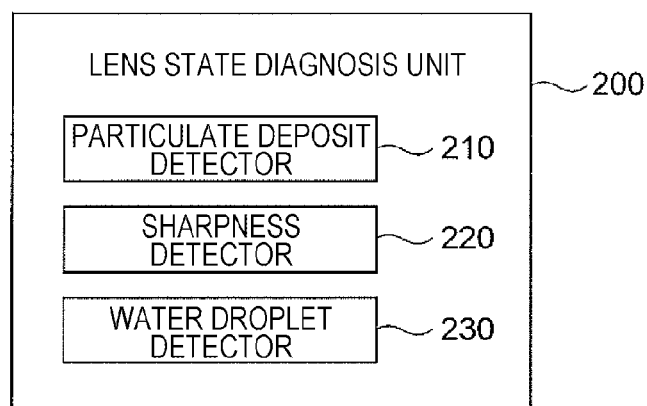 LENS STATE DIAGNOSIS UNIT
200
PARTICULATE DEPOSIT
DETECTOR
210
SHARPNESS
DETECTOR
220
WATER DROPLET
DETECTOR
230